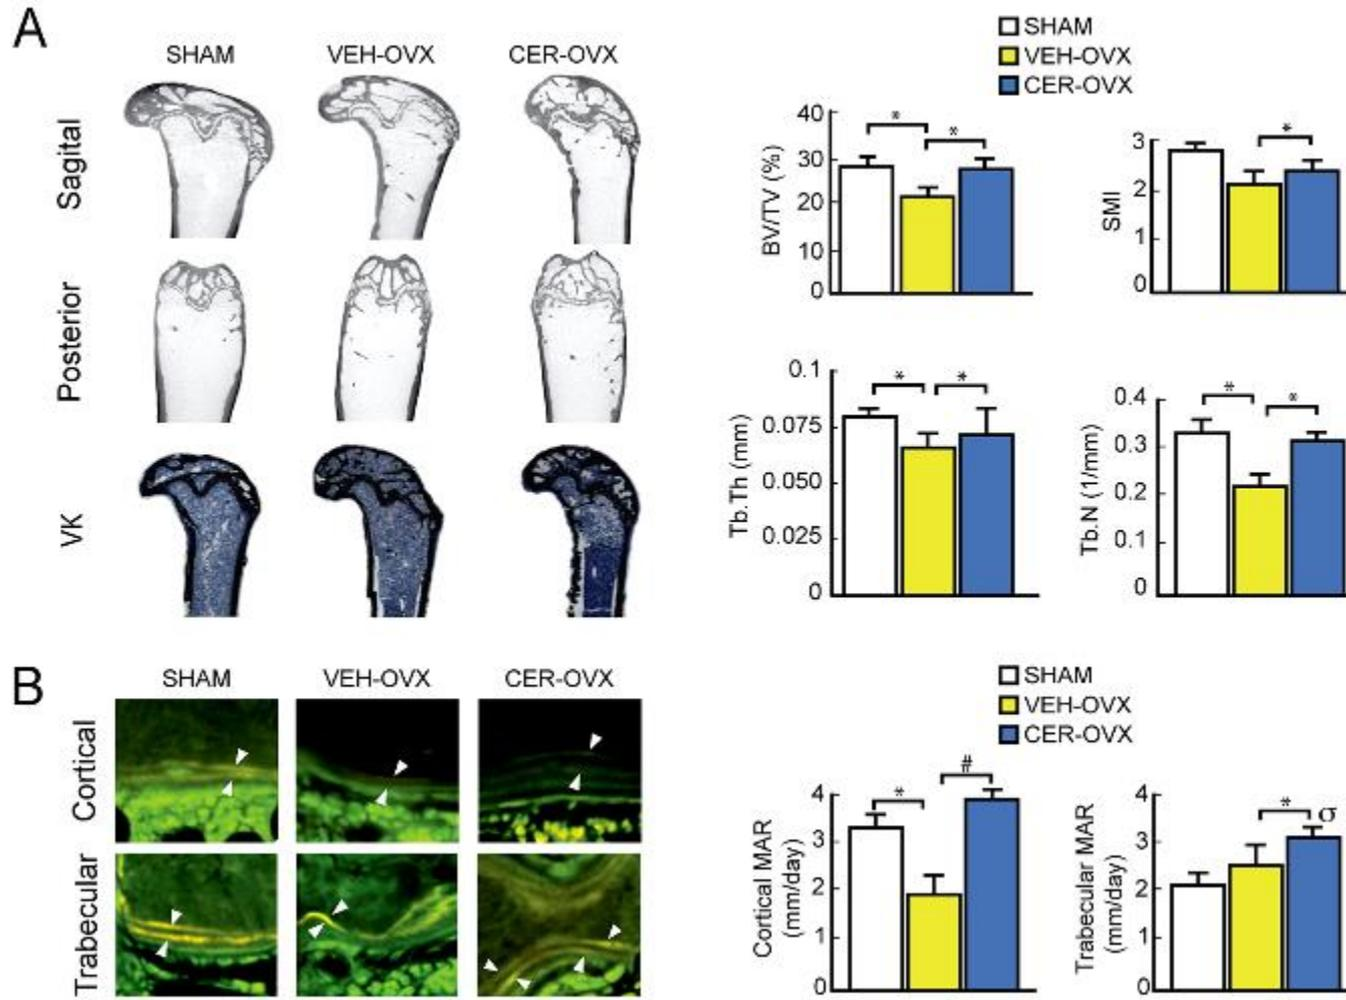 A
SHAM VEH-OVX CER-OVX
Sagital
Posterior
VK
SHAM
VEH-OVX
CER-OVX
BV/TV (%)
40
30
20
10
0
* *
SMI
3
2
1
0
*
Tb.Th (mm)
0.1
0.075
0.050
0.025
0
* *
Tb.N (1/mm)
0.4
0.3
0.2
0.1
0
* *
B
SHAM VEH-OVX CER-OVX
Cortical
Trabecular
SHAM
VEH-OVX
CER-OVX
Cortical MAR
(mm/day)
4
3
2
1
0
* #
Trabecular MAR
(mm/day)
4
3
2
1
0
* σ